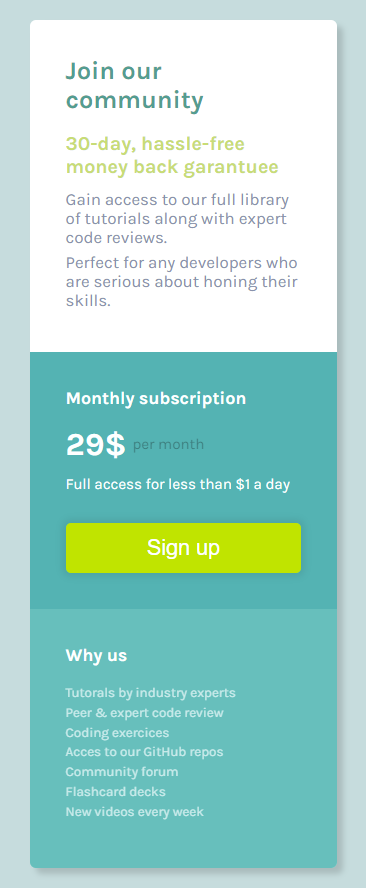 Join our
community
30-day, hassle-free
money back garantuee
Gain access to our full library
of tutorials along with expert
code reviews.
Perfect for any developers who
are serious about honing their
skills.
Monthly subscription
29$ per month
Full access for less than $1 a day
Sign up
Why us
Tutorals by industry experts
Peer & expert code review
Coding exercices
Acces to our GitHub repos
Community forum
Flashcard decks
New videos every week